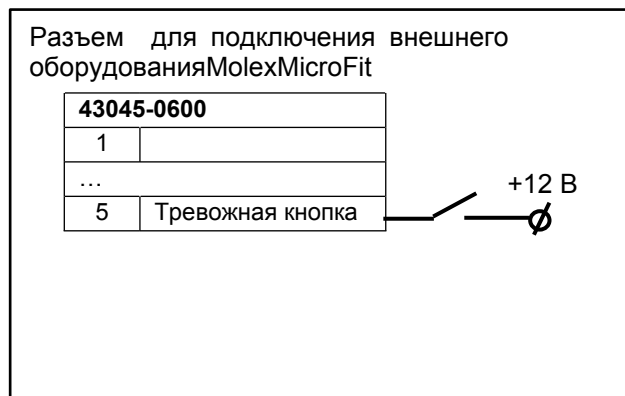 Разъем для подключения внешнего
оборудованияMolexMicroFit
43045-0600
1
…
+12 В
5 Тревожная кнопка